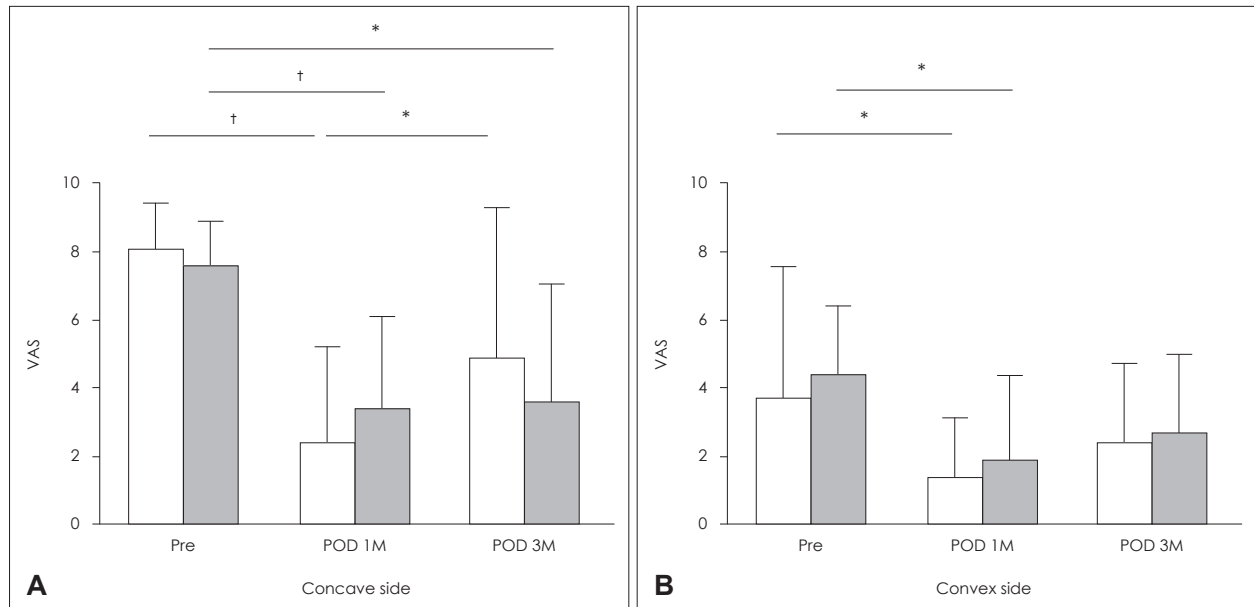 *
†
†
*
10
8
6
4
2
0
VAS
Pre
POD 1M
POD 3M
A
Concave side
*
*
10
8
6
4
2
0
VAS
Pre
POD 1M
POD 3M
B
Convex side